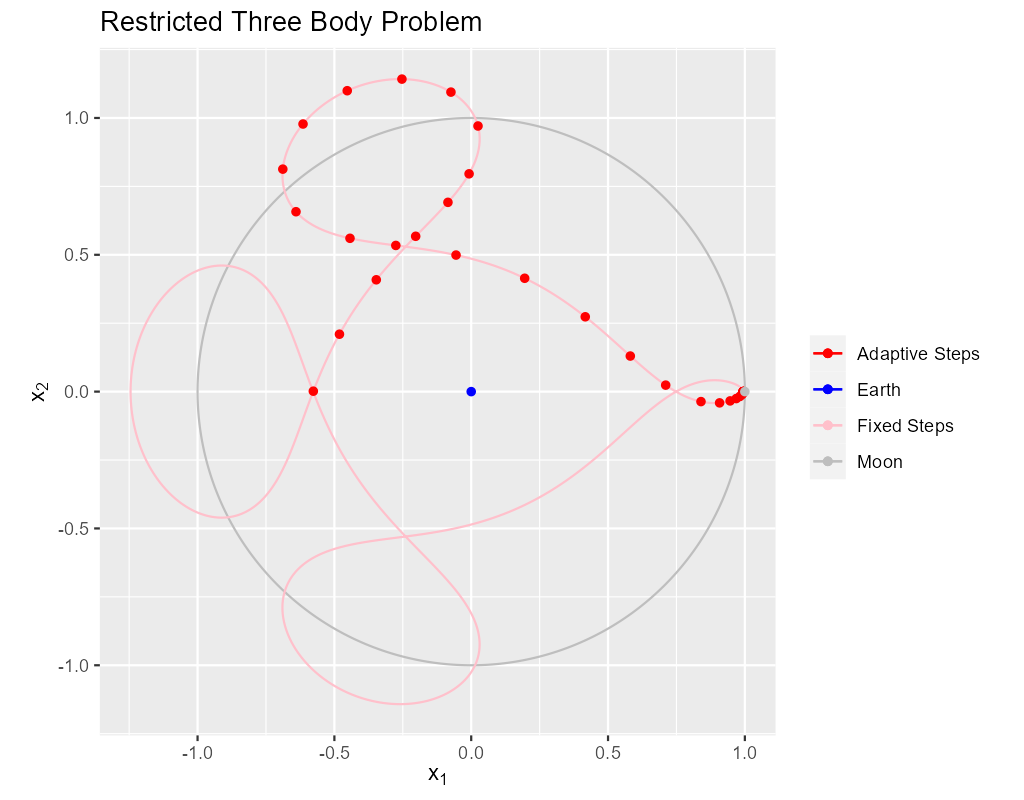 Restricted Three Body Problem
1.0
0.5
0.0
-0.5
-1.0
x₂
-1.0
-0.5
0.0
0.5
1.0
x₁
Adaptive Steps
Earth
Fixed Steps
Moon